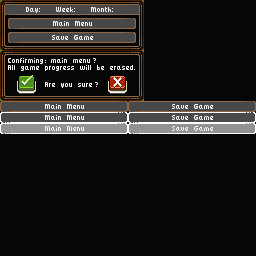 Day: Week: Month:
Main Menu
Save Game
Confirming: main menu?
All game progress will be erased.
Are you sure?
Main Menu Save Game
Main Menu Save Game
Main Menu Save Game